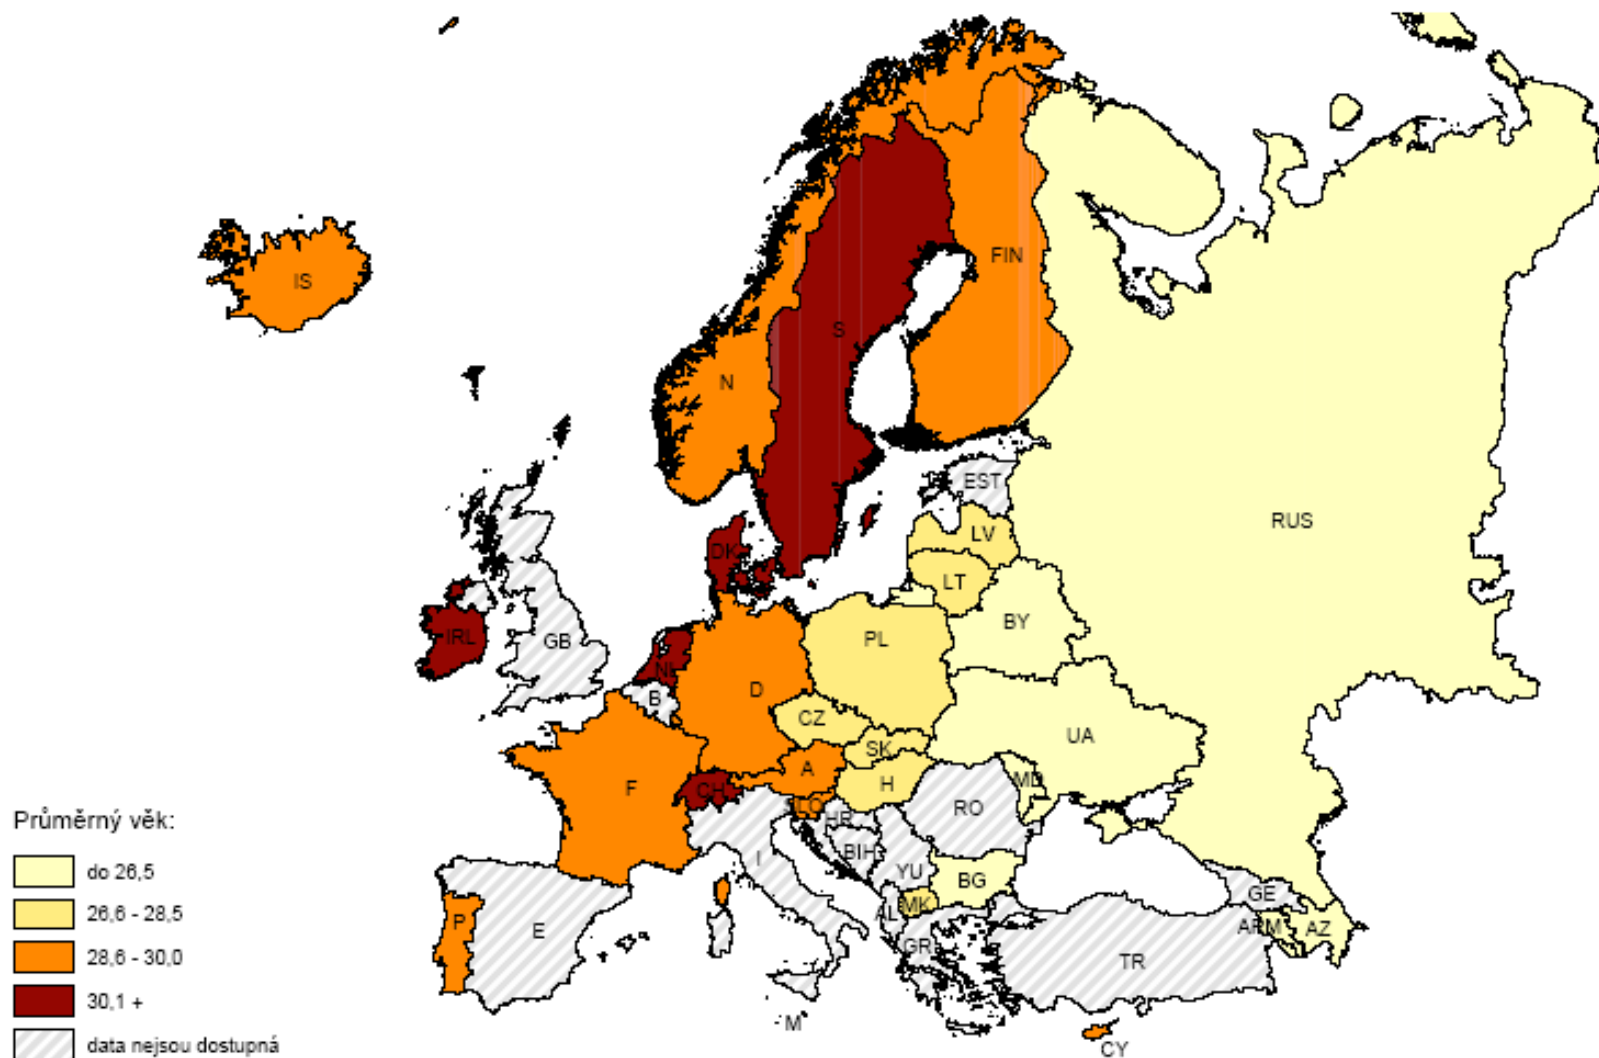 IS
FIN
S
N
EST
RUS
LV
DK
LT
BY
IRL
GB
PL
NL
B
D
CZ
UA
SK
A
MD
F
CH
H
SLO
RO
HR
BIH
I
YU
BG
GE
MK
P
E
AL
ARM
AZ
GR
TR
M
CY
Průměrný věk:
do 26,5
26,6 - 28,5
28,6 - 30,0
30,1 +
data nejsou dostupná